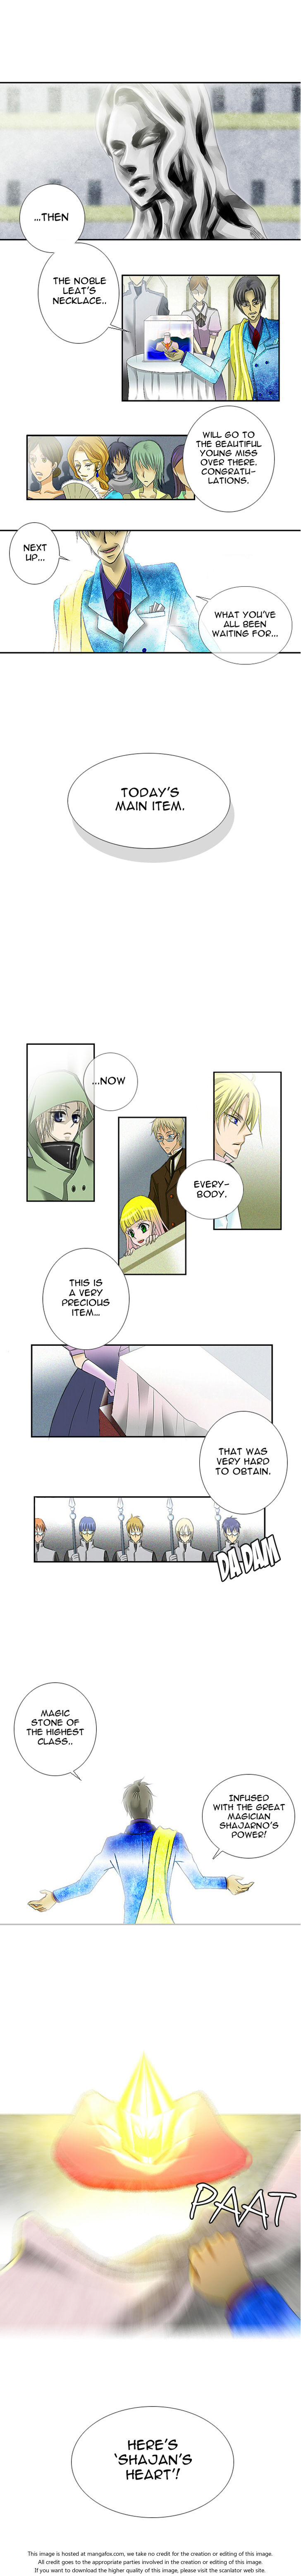 ...THEN
THE NOBLE
LEAT'S
NECKLACE..
WILL GO TO
THE BEAUTIFUL
YOUNG MISS
OVER THERE.
CONGRATU-
LATIONS.
NEXT
UP...
WHAT YOU'VE
ALL BEEN
WAITING FOR...
TODAY'S
MAIN ITEM.
...NOW
EVERY-
BODY.
THIS IS
A VERY
PRECIOUS
ITEM...
THAT WAS
VERY HARD
TO OBTAIN.
DADAM
MAGIC
STONE OF
THE HIGHEST
CLASS..
INFUSED
WITH THE GREAT
MAGICIAN
SHAJARNO'S
POWER!
PAAT
HERE'S
'SHAJAN'S
HEART'!
This image is hosted at mangafox.com, we take no credit for the creation or editing of this image.
All credit goes to the appropriate parties involved in the creation or editing of this image.
If you want to download the higher quality of this image, please visit the scanlator web site.